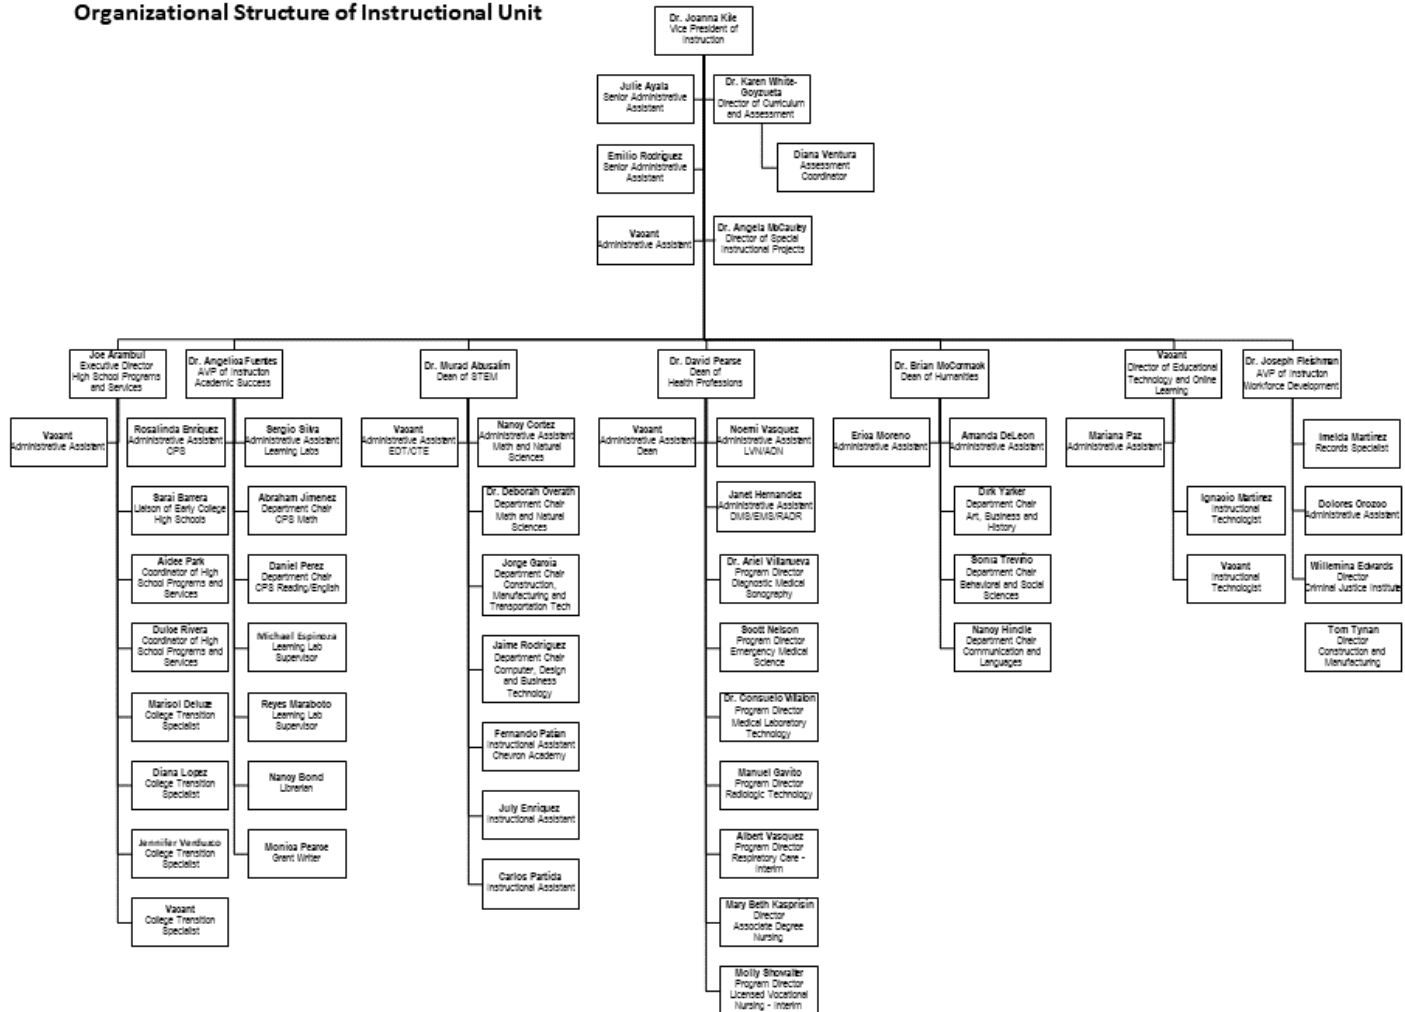 Organizational Structure of Instructional Unit
Dr. Joanna Kile
Vice President of
Instruction
Julie Ayala
Senior Administrative
Assistant
Dr. Karen White-
Goyzueta
Director of Curriculum
and Assessment
Emilio Rodriguez
Senior Administrative
Assistant
Diana Ventura
Assessment
Coordinator
Vacant
Administrative Assistant
Dr. Angela McCauley
Director of Special
Instructional Projects
Joe Arambul
Executive Director
High School Programs
and Services
Dr. Angelica Fuentes
AVP of Instruction
Academic Success
Dr. Murad Abusalim
Dean of STEM
Dr. David Pearse
Dean of
Health Professions
Dr. Brian McCormack
Dean of Humanities
Vacant
Director of Educational
Technology and Online
Learning
Dr. Joseph Fleishman
AVP of Instruction
Workforce Development
Vacant
Administrative Assistant
Rosalinda Enriquez
Administrative Assistant
CPS
Sergio Silva
Administrative Assistant
Learning Labs
Vacant
Administrative Assistant
EDT/CTE
Nancy Cortez
Administrative Assistant
Math and Natural
Sciences
Vacant
Administrative Assistant
Dean
Noemi Vasquez
Administrative Assistant
LVN/ADN
Erica Moreno
Administrative Assistant
Amanda DeLeon
Administrative Assistant
Mariana Paz
Administrative Assistant
Imelda Martinez
Records Specialist
Sarai Barrera
Liaison of Early College
High Schools
Abraham Jimenez
Department Chair
CPS Math
Dr. Deborah Overath
Department Chair
Math and Natural
Sciences
Janet Hernandez
Administrative Assistant
DMS/EMS/RADR
Dirk Yarker
Department Chair
Art, Business and
History
Ignacio Martinez
Instructional
Technologist
Dolores Orozco
Administrative Assistant
Aidee Park
Coordinator of High
School Programs and
Services
Daniel Perez
Department Chair
CPS Reading/English
Jorge Garcia
Department Chair
Construction,
Manufacturing and
Transportation Tech
Dr. Ariel Villanueva
Program Director
Diagnostic Medical
Sonography
Sonia Treviño
Department Chair
Behavioral and Social
Sciences
Vacant
Instructional
Technologist
Willemina Edwards
Director
Criminal Justice Institute
Dulce Rivera
Coordinator of High
School Programs and
Services
Michael Espinoza
Learning Lab
Supervisor
Jaime Rodriguez
Department Chair
Computer, Design
and Business
Technology
Scott Nelson
Program Director
Emergency Medical
Science
Nancy Hindle
Department Chair
Communication and
Languages
Tom Tynan
Director
Construction and
Manufacturing
Marisol Deluze
College Transition
Specialist
Reyes Maraboto
Learning Lab
Supervisor
Fernando Patlan
Instructional Assistant
Chevron Academy
Dr. Consuelo Villalon
Program Director
Medical Laboratory
Technology
Diana Lopez
College Transition
Specialist
Nancy Bond
Librarian
July Enriquez
Instructional Assistant
Manuel Gavito
Program Director
Radiologic Technology
Jennifer Verduzco
College Transition
Specialist
Monica Pearce
Grant Writer
Carlos Partida
Instructional Assistant
Albert Vasquez
Program Director
Respiratory Care -
Interim
Vacant
College Transition
Specialist
Mary Beth Kasprisin
Director
Associate Degree
Nursing
Molly Showalter
Program Director
Licensed Vocational
Nursing - Interim